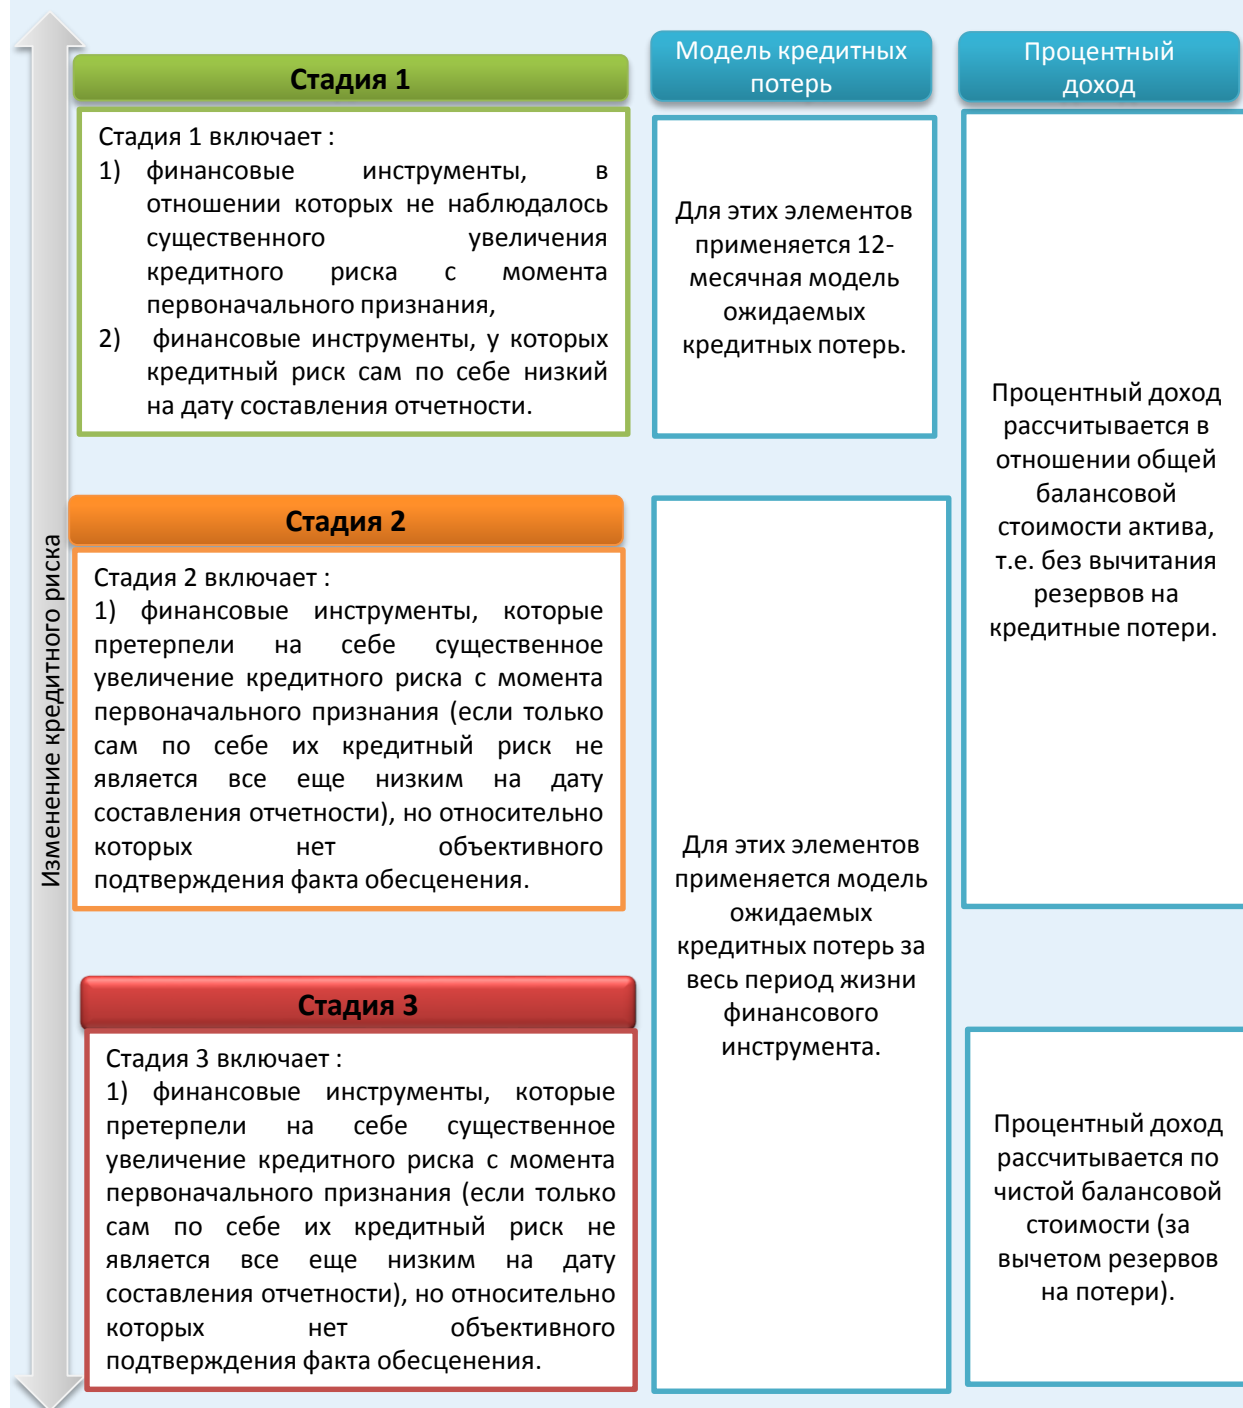 Изменение кредитного риска
Стадия 1
Стадия 1 включает :
1) финансовые инструменты, в
отношении которых не наблюдалось
существенного увеличения
кредитного риска с момента
первоначального признания,
2) финансовые инструменты, у которых
кредитный риск сам по себе низкий
на дату составления отчетности.
Модель кредитных
потерь
Для этих элементов
применяется 12-
месячная модель
ожидаемых
кредитных потерь.
Процентный
доход
Процентный доход
рассчитывается в
отношении общей
балансовой
стоимости актива,
т.е. без вычитания
резервов на
кредитные потери.
Стадия 2
Стадия 2 включает :
1) финансовые инструменты, которые
претерпели на себе существенное
увеличение кредитного риска с момента
первоначального признания (если только
сам по себе их кредитный риск не
является все еще низким на дату
составления отчетности), но относительно
которых нет объективного
подтверждения факта обесценения.
Для этих элементов
применяется модель
ожидаемых
кредитных потерь за
весь период жизни
финансового
инструмента.
Стадия 3
Стадия 3 включает :
1) финансовые инструменты, которые
претерпели на себе существенное
увеличение кредитного риска с момента
первоначального признания (если только
сам по себе их кредитный риск не
является все еще низким на дату
составления отчетности), но относительно
которых нет объективного
подтверждения факта обесценения.
Процентный доход
рассчитывается по
чистой балансовой
стоимости (за
вычетом резервов
на потери).